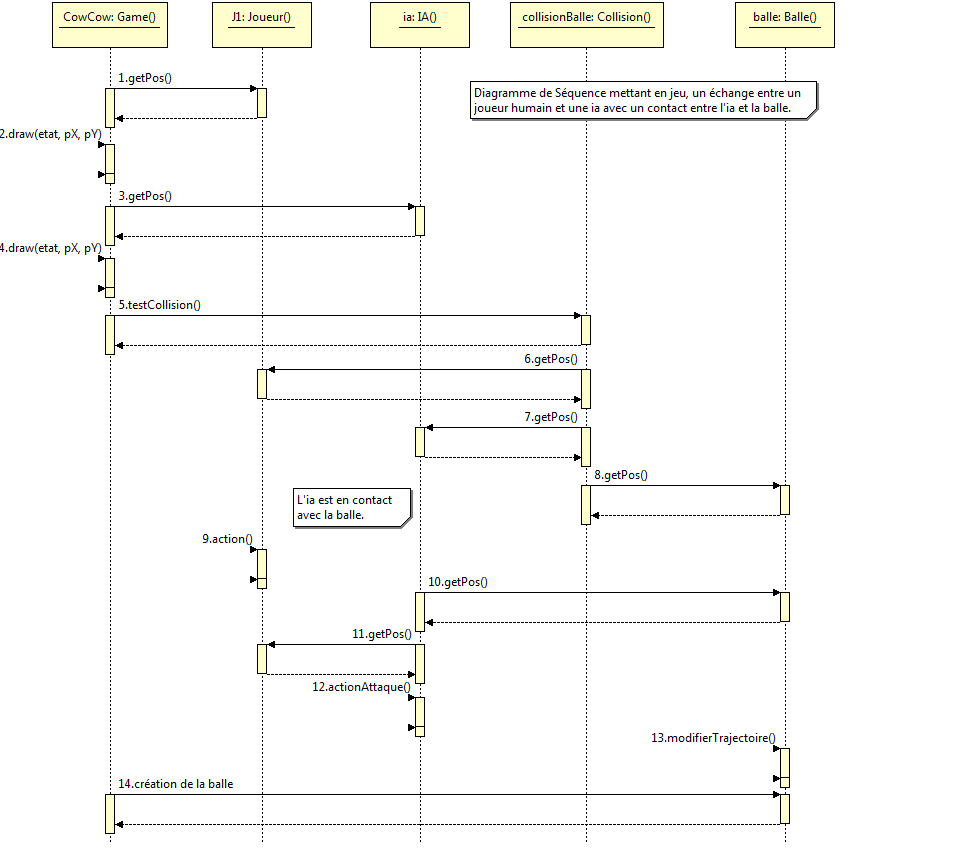 CowCow: Game()
J1: Joueur()
ia: IA()
collisionBalle: Collision()
balle: Balle()
1.getPos()
Diagramme de Séquence mettant en jeu, un échange entre un
joueur humain et une ia avec un contact entre l'ia et la balle.
2.draw(etat, pX, pY)
3.getPos()
4.draw(etat, pX, pY)
5.testCollision()
6.getPos()
7.getPos()
8.getPos()
L'ia est en contact
avec la balle.
9.action()
10.getPos()
11.getPos()
12.actionAttaque()
13.modifierTrajectoire()
14.création de la balle